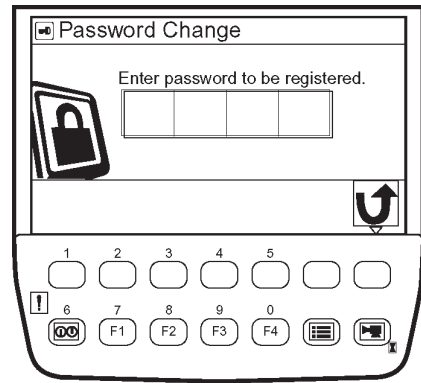 Password Change
Enter password to be registered.
1 2 3 4 5
!
6 7 8 9 0
F1 F2 F3 F4